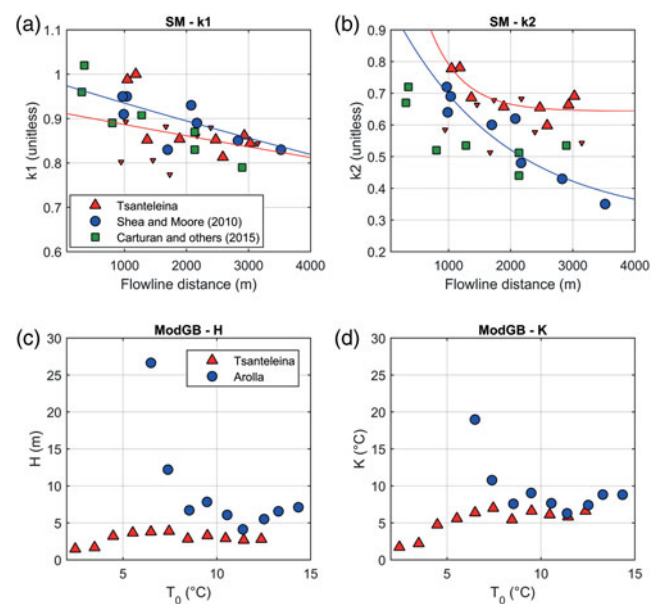 (a) SM - k1
k1 (unitless)
1.1
1
0.9
0.8
0.7
0.6
Tsanteleina
Shea and Moore (2010)
Carturan and others (2015)
1000 2000 3000 4000
Flowline distance (m)
(b) SM - k2
k2 (unitless)
0.9
0.8
0.7
0.6
0.5
0.4
0.3
0.2
0 1000 2000 3000 4000
Flowline distance (m)
(c) ModGB - H
H (m)
30
25
20
15
10
5
0
Tsanteleina
Arolla
5 10 15
T0 (°C)
(d) ModGB - K
K (°C)
30
25
20
15
10
5
0
5 10 15
T0 (°C)